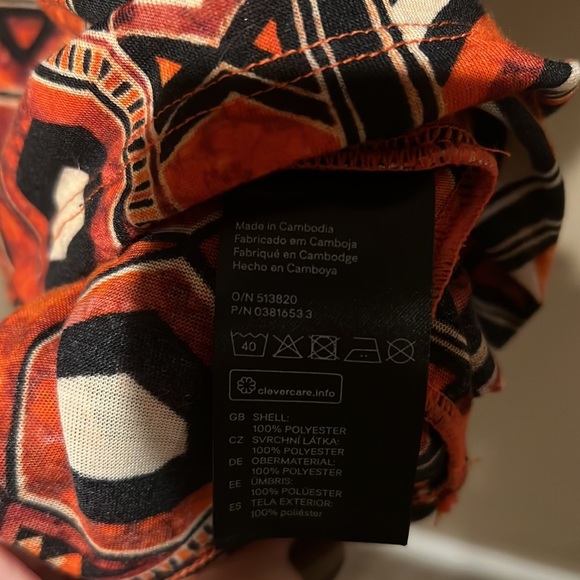 Made in Cambodia
Fabricado em Camboja
Fabriqué en Cambodge
Hecho en Camboya
O/N 513820
P/N 0381653 3
40
clevercare.info
GB SHELL:
100% POLYESTER
CZ SVRCHNÍ LÁTKA:
100% POLYESTER
DE OBERMATERIAL:
100% POLYESTER
EE ÜMBRIS:
100% POLÜESTER
ES TELA EXTERIOR:
100% poliéster